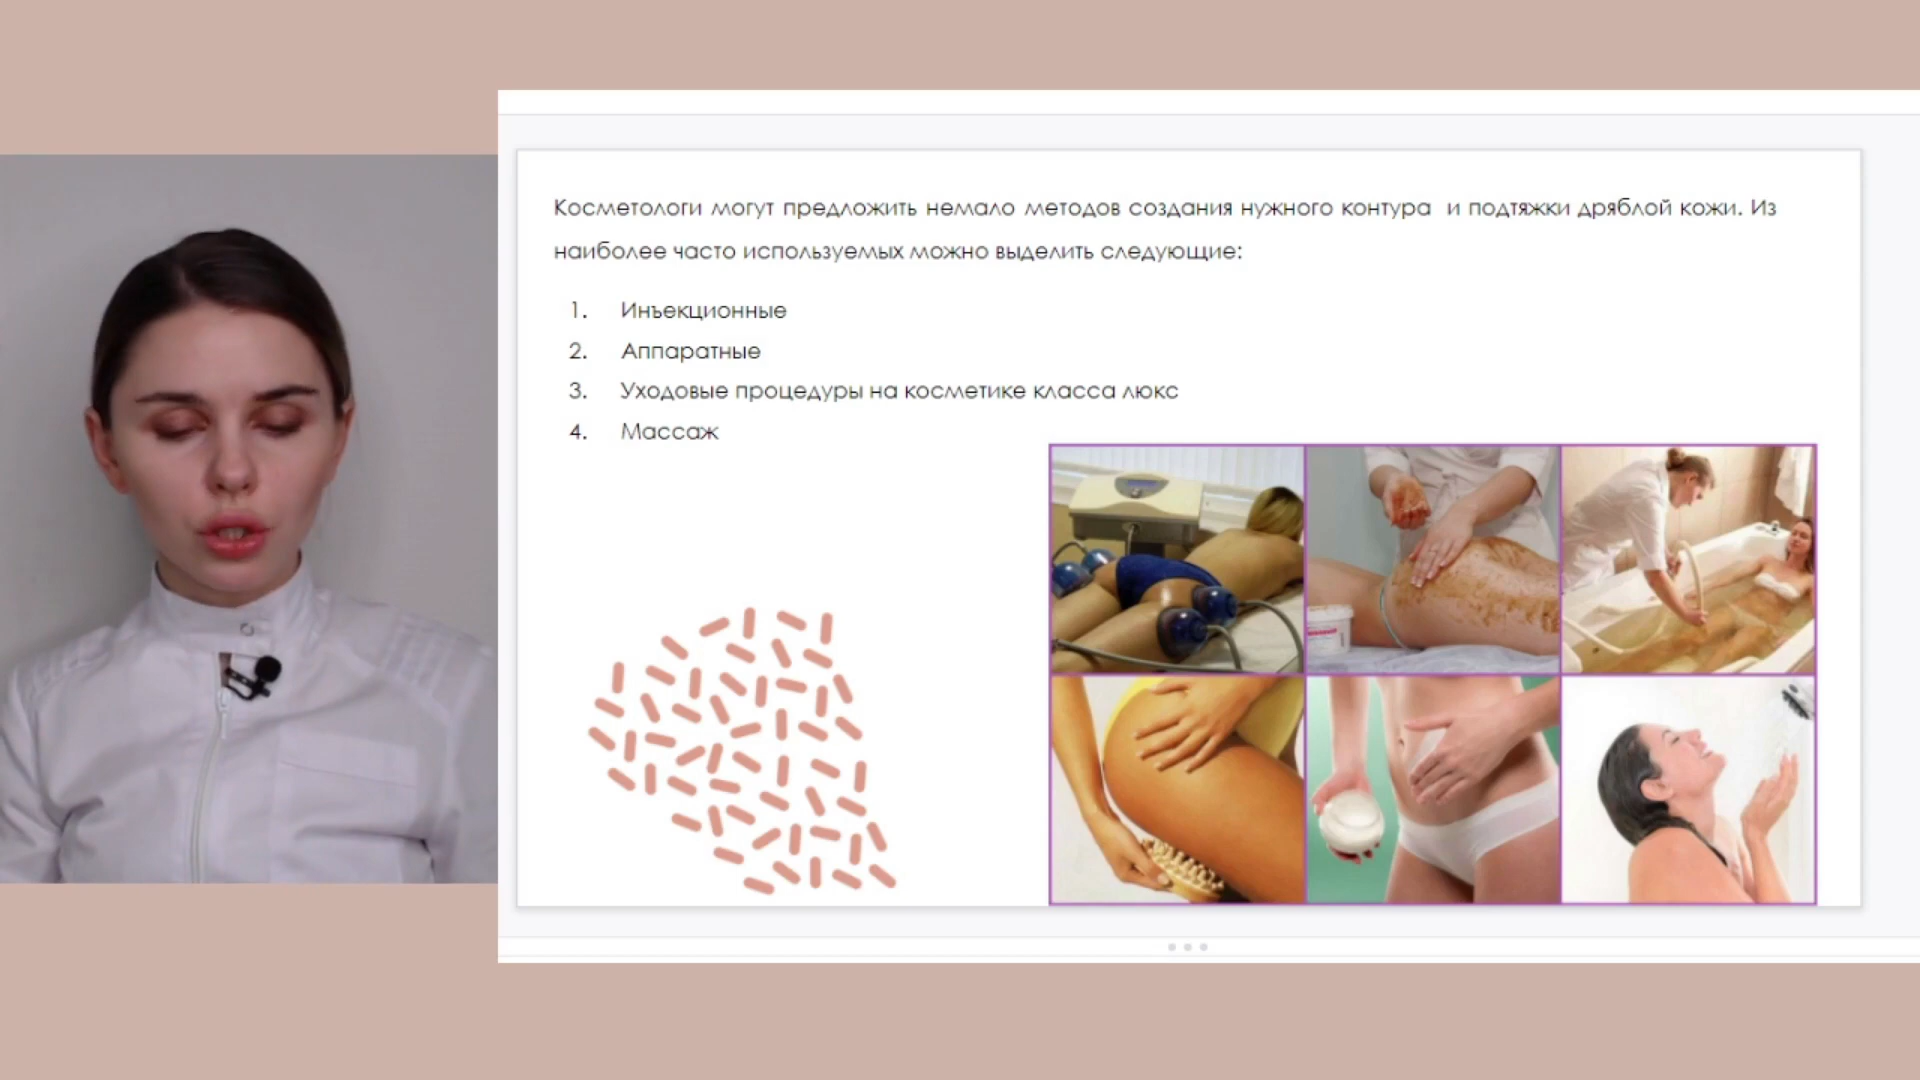 Косметологи могут предложить немало методов создания нужного контура и подтяжки дряблой кожи. Из
наиболее часто используемых можно выделить следующие:
1. Инъекционные
2. Аппаратные
3. Уходовые процедуры на косметике класса люкс
4. Массаж